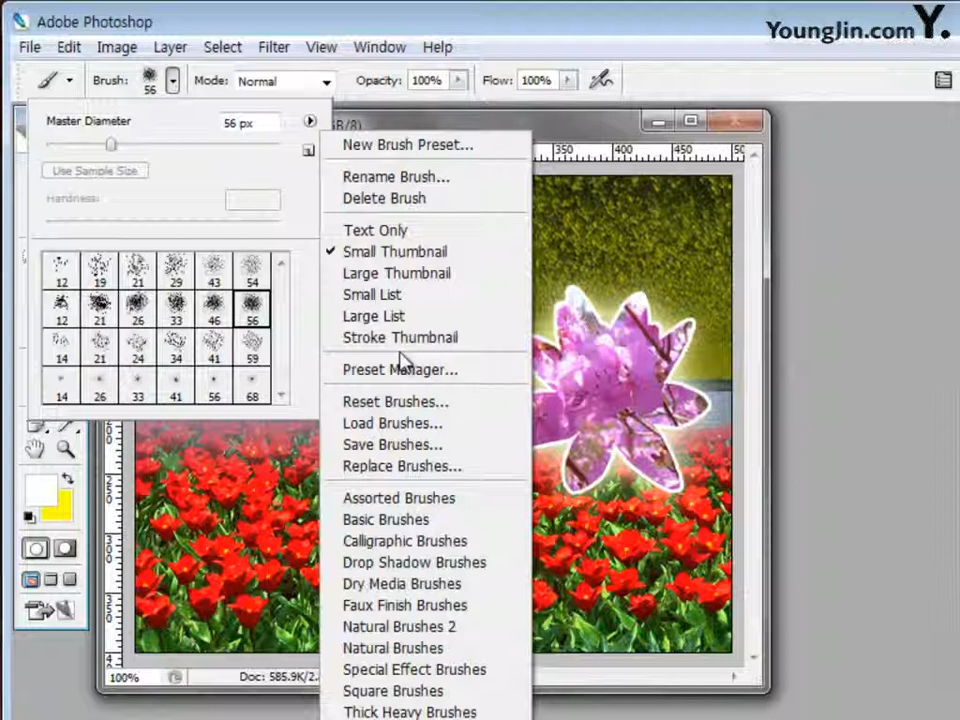 Adobe Photoshop
YoungJin.com Y.
File Edit Image Layer Select Filter View Window Help
Brush: 56 Mode: Normal Opacity: 100% Flow: 100%
Master Diameter 56 px
Use Sample Size
Hardness:
12 19 21 29 43 54
12 21 26 33 46 56
14 21 24 34 41 59
14 26 33 41 56 68
New Brush Preset...
Rename Brush...
Delete Brush
Text Only
Small Thumbnail
Large Thumbnail
Small List
Large List
Stroke Thumbnail
Preset Manager...
Reset Brushes...
Load Brushes...
Save Brushes...
Replace Brushes...
Assorted Brushes
Basic Brushes
Calligraphic Brushes
Drop Shadow Brushes
Dry Media Brushes
Faux Finish Brushes
Natural Brushes 2
Natural Brushes
Special Effect Brushes
Square Brushes
Thick Heavy Brushes
GB/8)
350 400 450 50
100% Doc: 585.9K/2